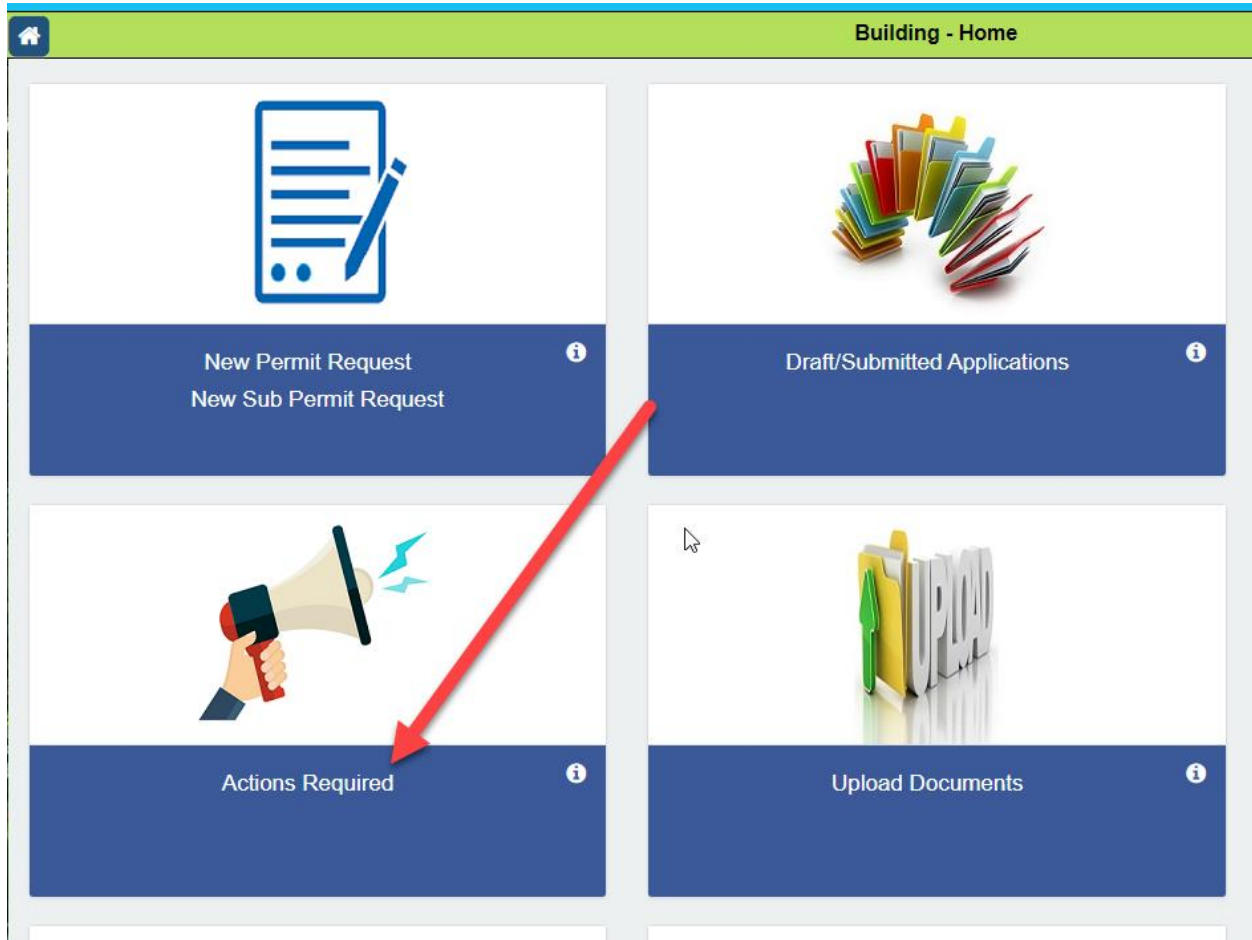 Building - Home
New Permit Request
New Sub Permit Request
Draft/Submitted Applications
UPLOAD
Actions Required
Upload Documents